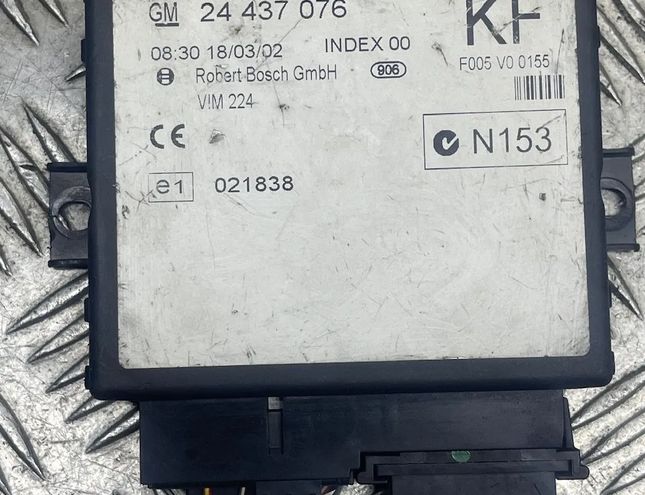 GM 24 437 076 KF
08:30 18/03/02 INDEX 00 F005 V0 0155
Robert Bosch GmbH 906
VIM 224
CE N153
e1 021838